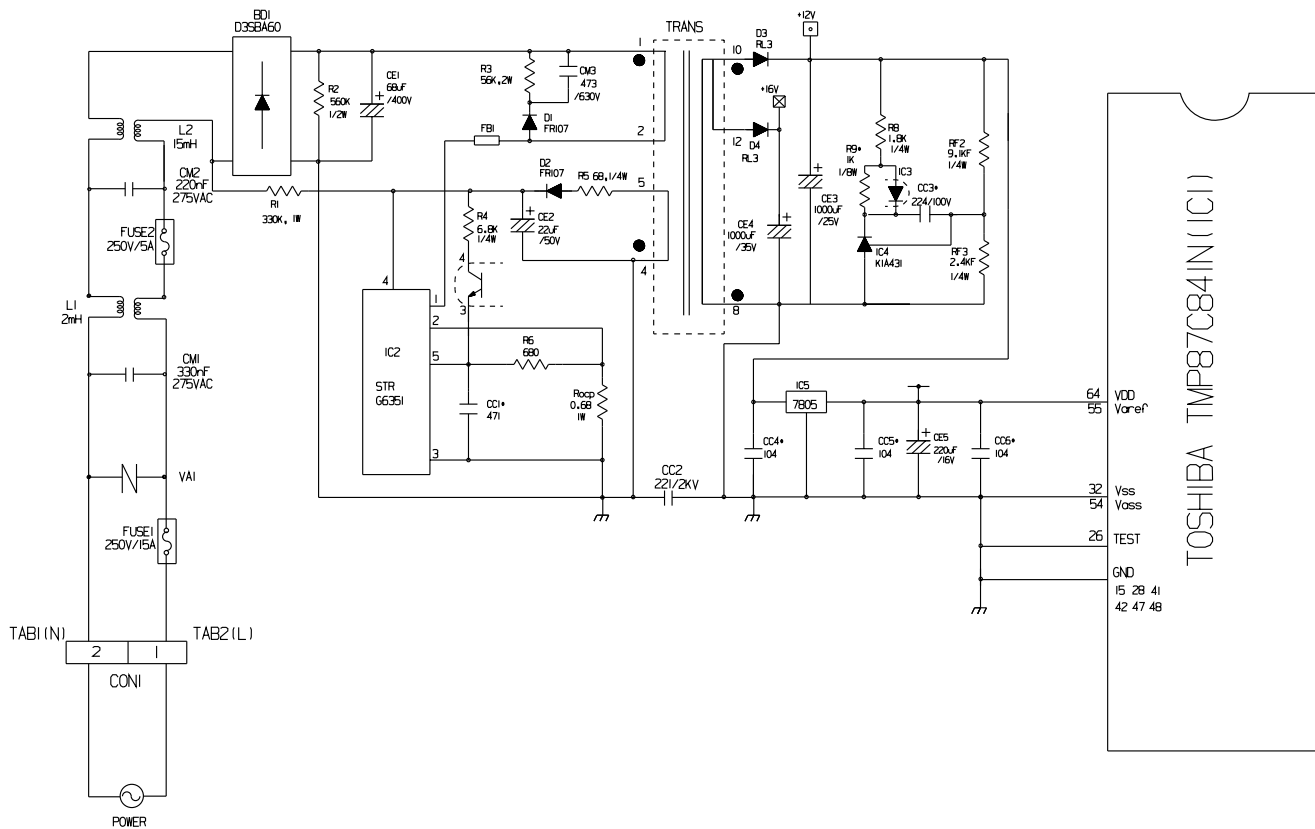 BD1
D3SBA60
TRANS
+12V
D3
RL3
1
10
R2
560K
1/2W
CE1
68uF
/400V
R3
56K,2W
CM3
473
/630V
+16V
D1
FR107
FB1
2
12
D4
RL3
R8
1.8K
1/4W
RF2
9.1KF
1/4W
R9*
1K
1/8W
IC3
CC3*
224/100V
L2
15mH
CM2
220nF
275VAC
D2
FR107
R5 68,1/4W
5
R1
330K, 1W
R4
6.8K
1/4W
CE2
22uF
/50V
CE3
1000uF
/25V
CE4
1000uF
/35V
IC4
KIA431
RF3
2.4KF
1/4W
FUSE2
250V/5A
4
4
4
3
8
L1
2mH
1
2
IC2
5
STR
G6351
3
R6
680
CM1
330nF
275VAC
CC1*
471
Rocp
0.68
1W
IC5
7805
64 VDD
55 Varef
VA1
CC4*
104
CC5*
104
CE5
220uF
/16V
CC6*
104
CC2
221/2KV
32 Vss
54 Vass
FUSE1
250V/15A
26 TEST
GND
15 28 41
42 47 48
TOSHIBA TMP87C841N(IC1)
TAB1(N)
TAB2(L)
2
1
CON1
POWER